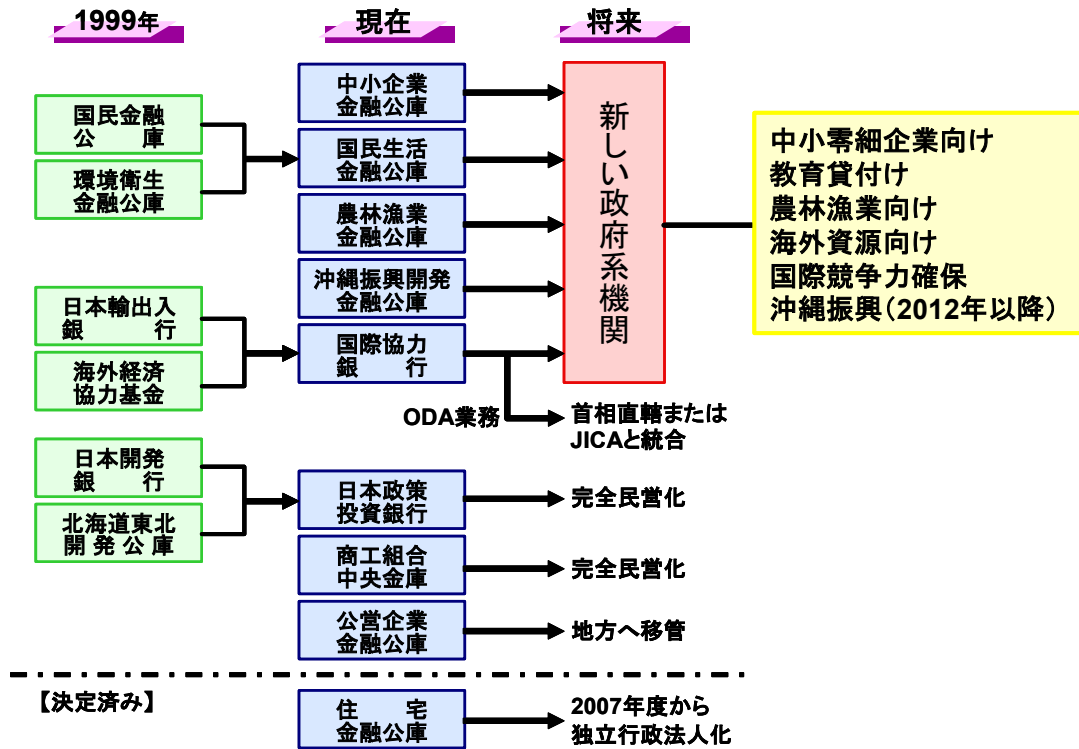 1999年
現在
将来
国民金融
公庫
環境衛生
金融公庫
日本輸出入
銀行
海外経済
協力基金
日本開発
銀行
北海道東北
開発公庫
中小企業
金融公庫
国民生活
金融公庫
農林漁業
金融公庫
沖縄振興開発
金融公庫
国際協力
銀行
ODA業務
日本政策
投資銀行
商工組合
中央金庫
公営企業
金融公庫
新しい政府系機関
首相直轄または
JICAと統合
完全民営化
完全民営化
地方へ移管
中小零細企業向け
教育貸付け
農林漁業向け
海外資源向け
国際競争力確保
沖縄振興（2012年以降）
【決定済み】
住宅
金融公庫
2007年度から
独立行政法人化